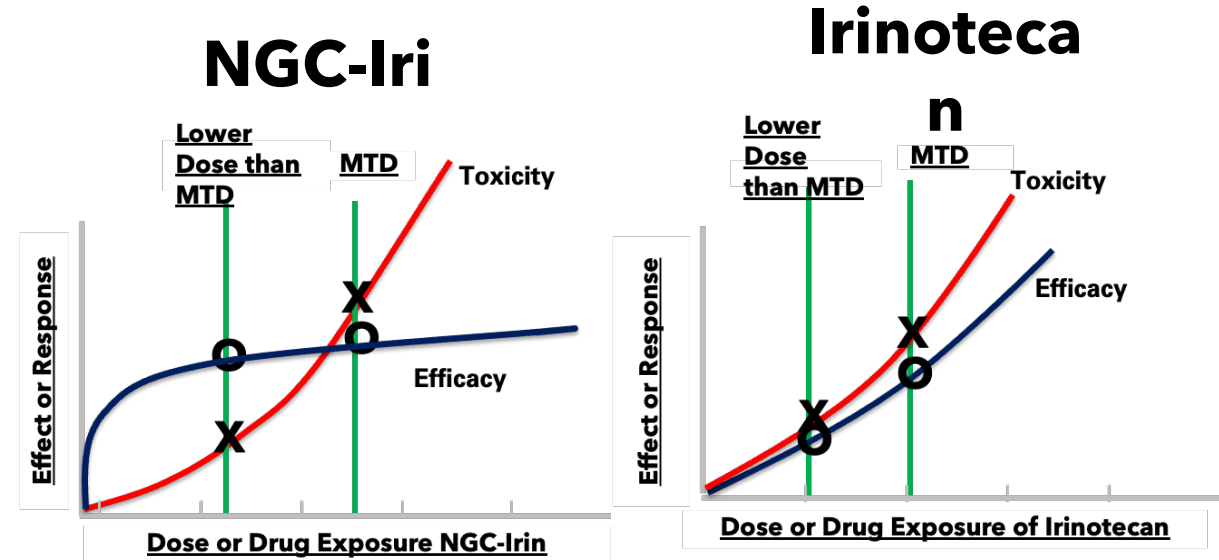 NGC-Iri
Lower
Dose than
MTD
MTD
Toxicity
X
O
O
X
Efficacy
Effect or Response
Dose or Drug Exposure NGC-Irin
Irinoteca
n
Lower
Dose
than MTD
MTD
Toxicity
Efficacy
X
O
X
O
Effect or Response
Dose or Drug Exposure of Irinotecan